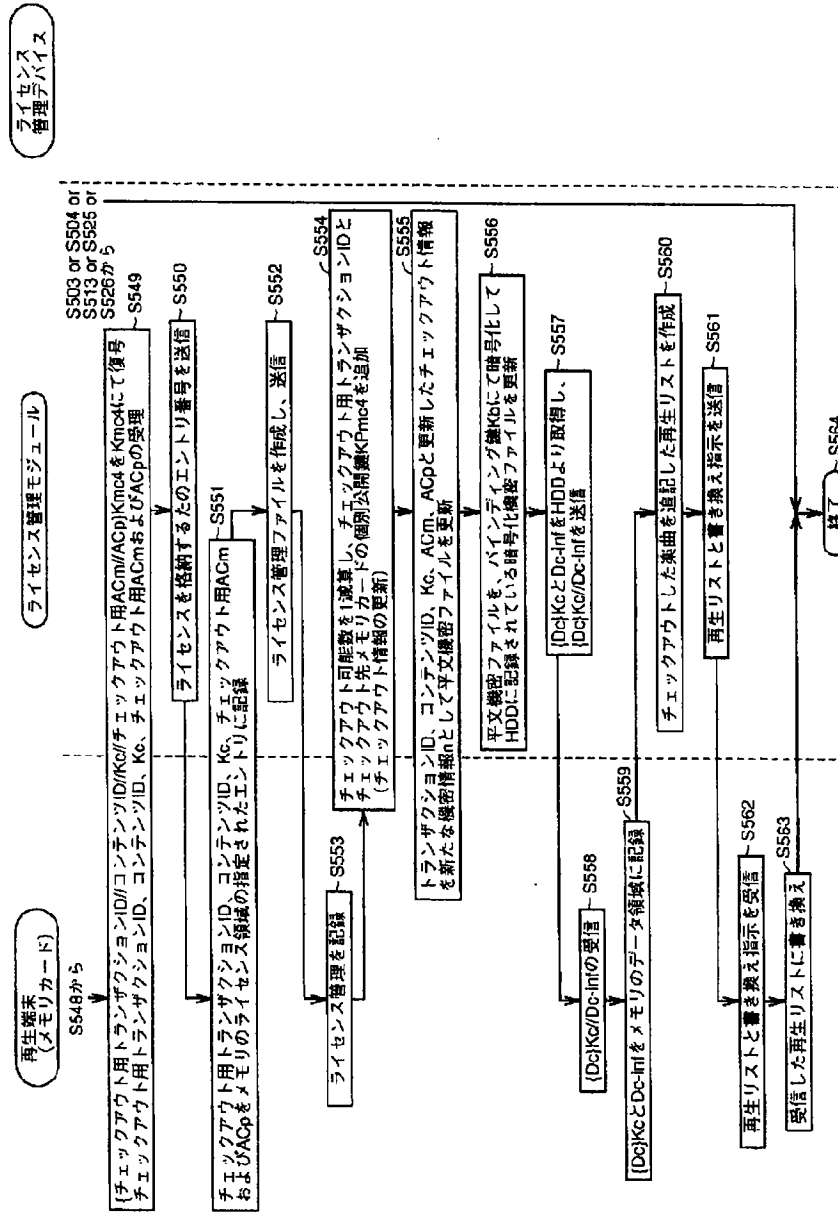 再生端末
(メモリカード)
ライセンス管理モジュール
ライセンス
管理デバイス
S548から
S503 or S504 or
S513 or S525 or
S526から
{チェックアウト用トランザクションID//コンテンツID//Kc//チェックアウト用ACm//ACp}Kmc4をKmc4にて復号
チェックアウト用トランザクションID、コンテンツID、Kc、チェックアウト用ACmおよびACpの受理
S549
ライセンスを格納するためのエントリ番号を送信
S550
チェックアウト用トランザクションID、コンテンツID、Kc、チェックアウト用ACm
およびACpをメモリのライセンス領域の指定されたエントリに記録
S551
ライセンス管理ファイルを作成し、送信
S552
ライセンス管理を記録
S553
チェックアウト可能数を1減算し、チェックアウト用トランザクションIDと
チェックアウト先メモリカードの個別公開鍵KPmc4を追加
(チェックアウト情報の更新)
S554
トランザクションID、コンテンツID、Kc、ACm、ACpと更新したチェックアウト情報
を新たな機密情報nとして平文機密ファイルを更新
S555
平文機密ファイルを、バインディング鍵Kbにて暗号化して
HDDに記録されている暗号化機密ファイルを更新
S556
{Dc}KcとDc-InfをHDDより取得し、
{Dc}Kc//Dc-Infを送信
S557
{Dc}Kc//Dc-Infの受信
S558
{Dc}KcとDc-Infをメモリのデータ領域に記録
S559
チェックアウトした楽曲を追記した再生リストを作成
S560
再生リストと書き換え指示を送信
S561
再生リストと書き換え指示を受信
S562
受信した再生リストに書き換え
S563
終了
S564